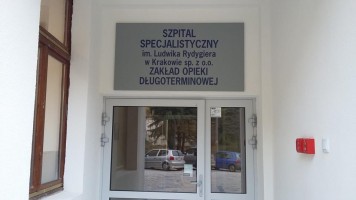 SZPITAL
SPECJALISTYCZNY
im. Ludwika Rydygiera
w Krakowie sp. z o.o.
ZAKŁAD OPIEKI
DŁUGOTERMINOWEJ